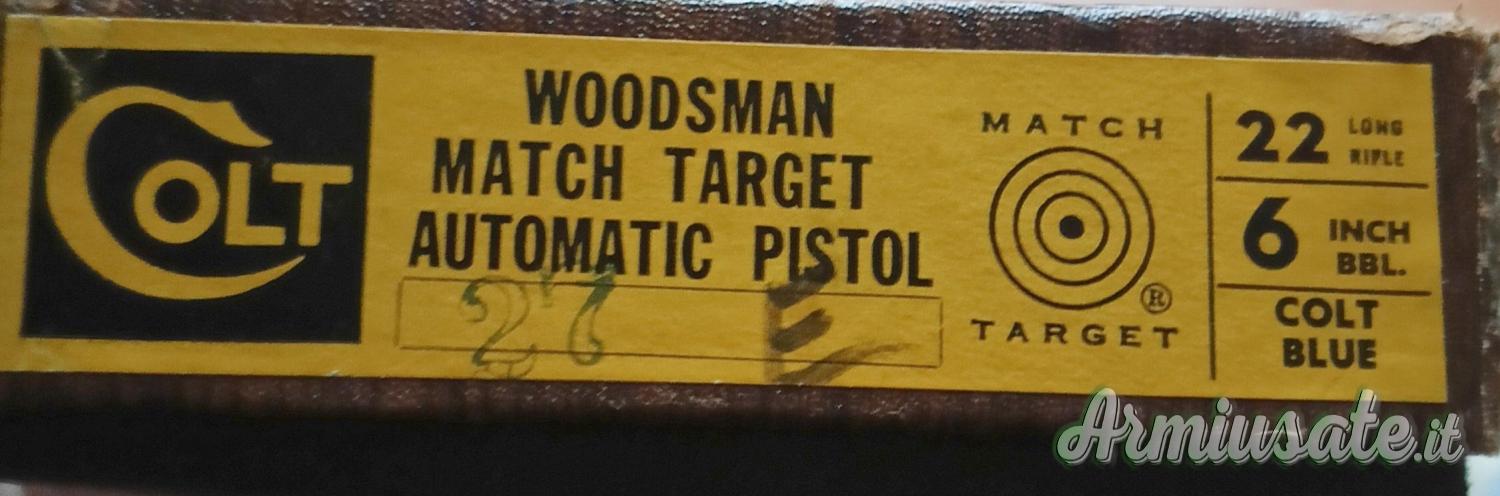 COLT
WOODSMAN
MATCH TARGET
AUTOMATIC PISTOL
E
MATCH
TARGET
®
22 LONG RIFLE
6 INCH BBL.
COLT
BLUE
Armiusate.it